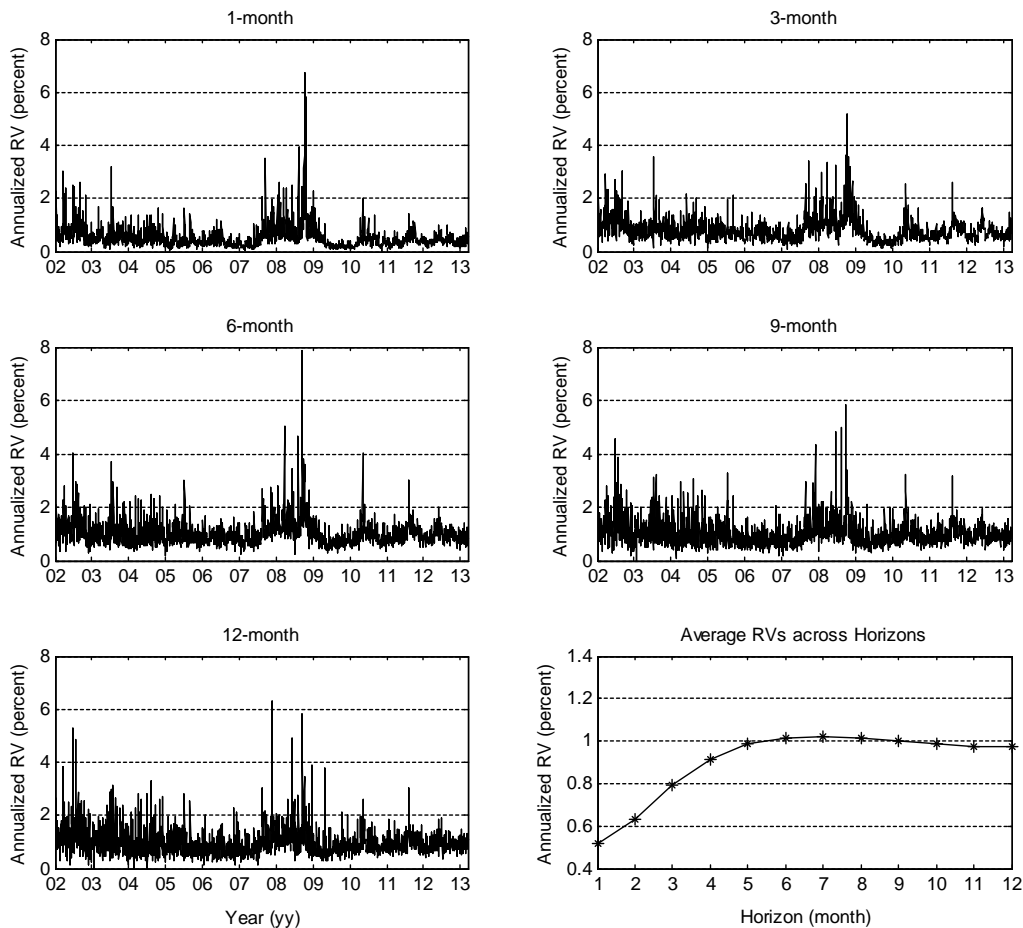 1-month
Annualized RV (percent)
8
6
4
2
0
02 03 04 05 06 07 08 09 10 11 12 13
3-month
Annualized RV (percent)
8
6
4
2
0
02 03 04 05 06 07 08 09 10 11 12 13
6-month
Annualized RV (percent)
8
6
4
2
0
02 03 04 05 06 07 08 09 10 11 12 13
9-month
Annualized RV (percent)
8
6
4
2
0
02 03 04 05 06 07 08 09 10 11 12 13
12-month
Annualized RV (percent)
8
6
4
2
0
02 03 04 05 06 07 08 09 10 11 12 13
Year (yy)
Average RVs across Horizons
Annualized RV (percent)
1.4
1.2
1
0.8
0.6
0.4
1 2 3 4 5 6 7 8 9 10 11 12
Horizon (month)